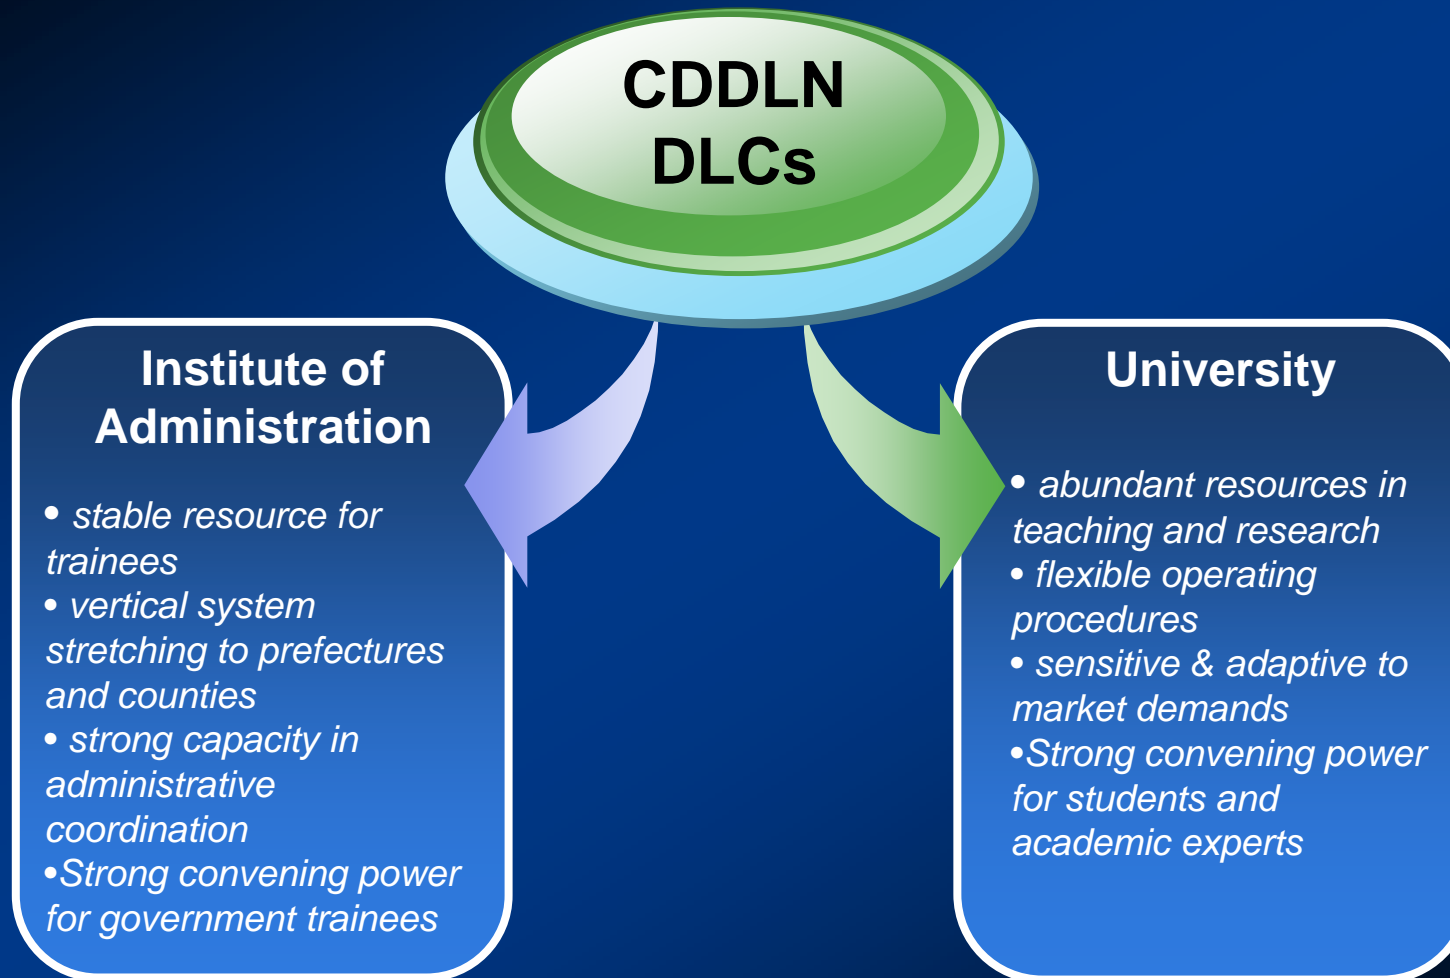 CDDLN
DLCs
Institute of
Administration
• stable resource for
trainees
• vertical system
stretching to prefectures
and counties
• strong capacity in
administrative
coordination
•Strong convening power
for government trainees
University
• abundant resources in
teaching and research
• flexible operating
procedures
• sensitive & adaptive to
market demands
•Strong convening power
for students and
academic experts